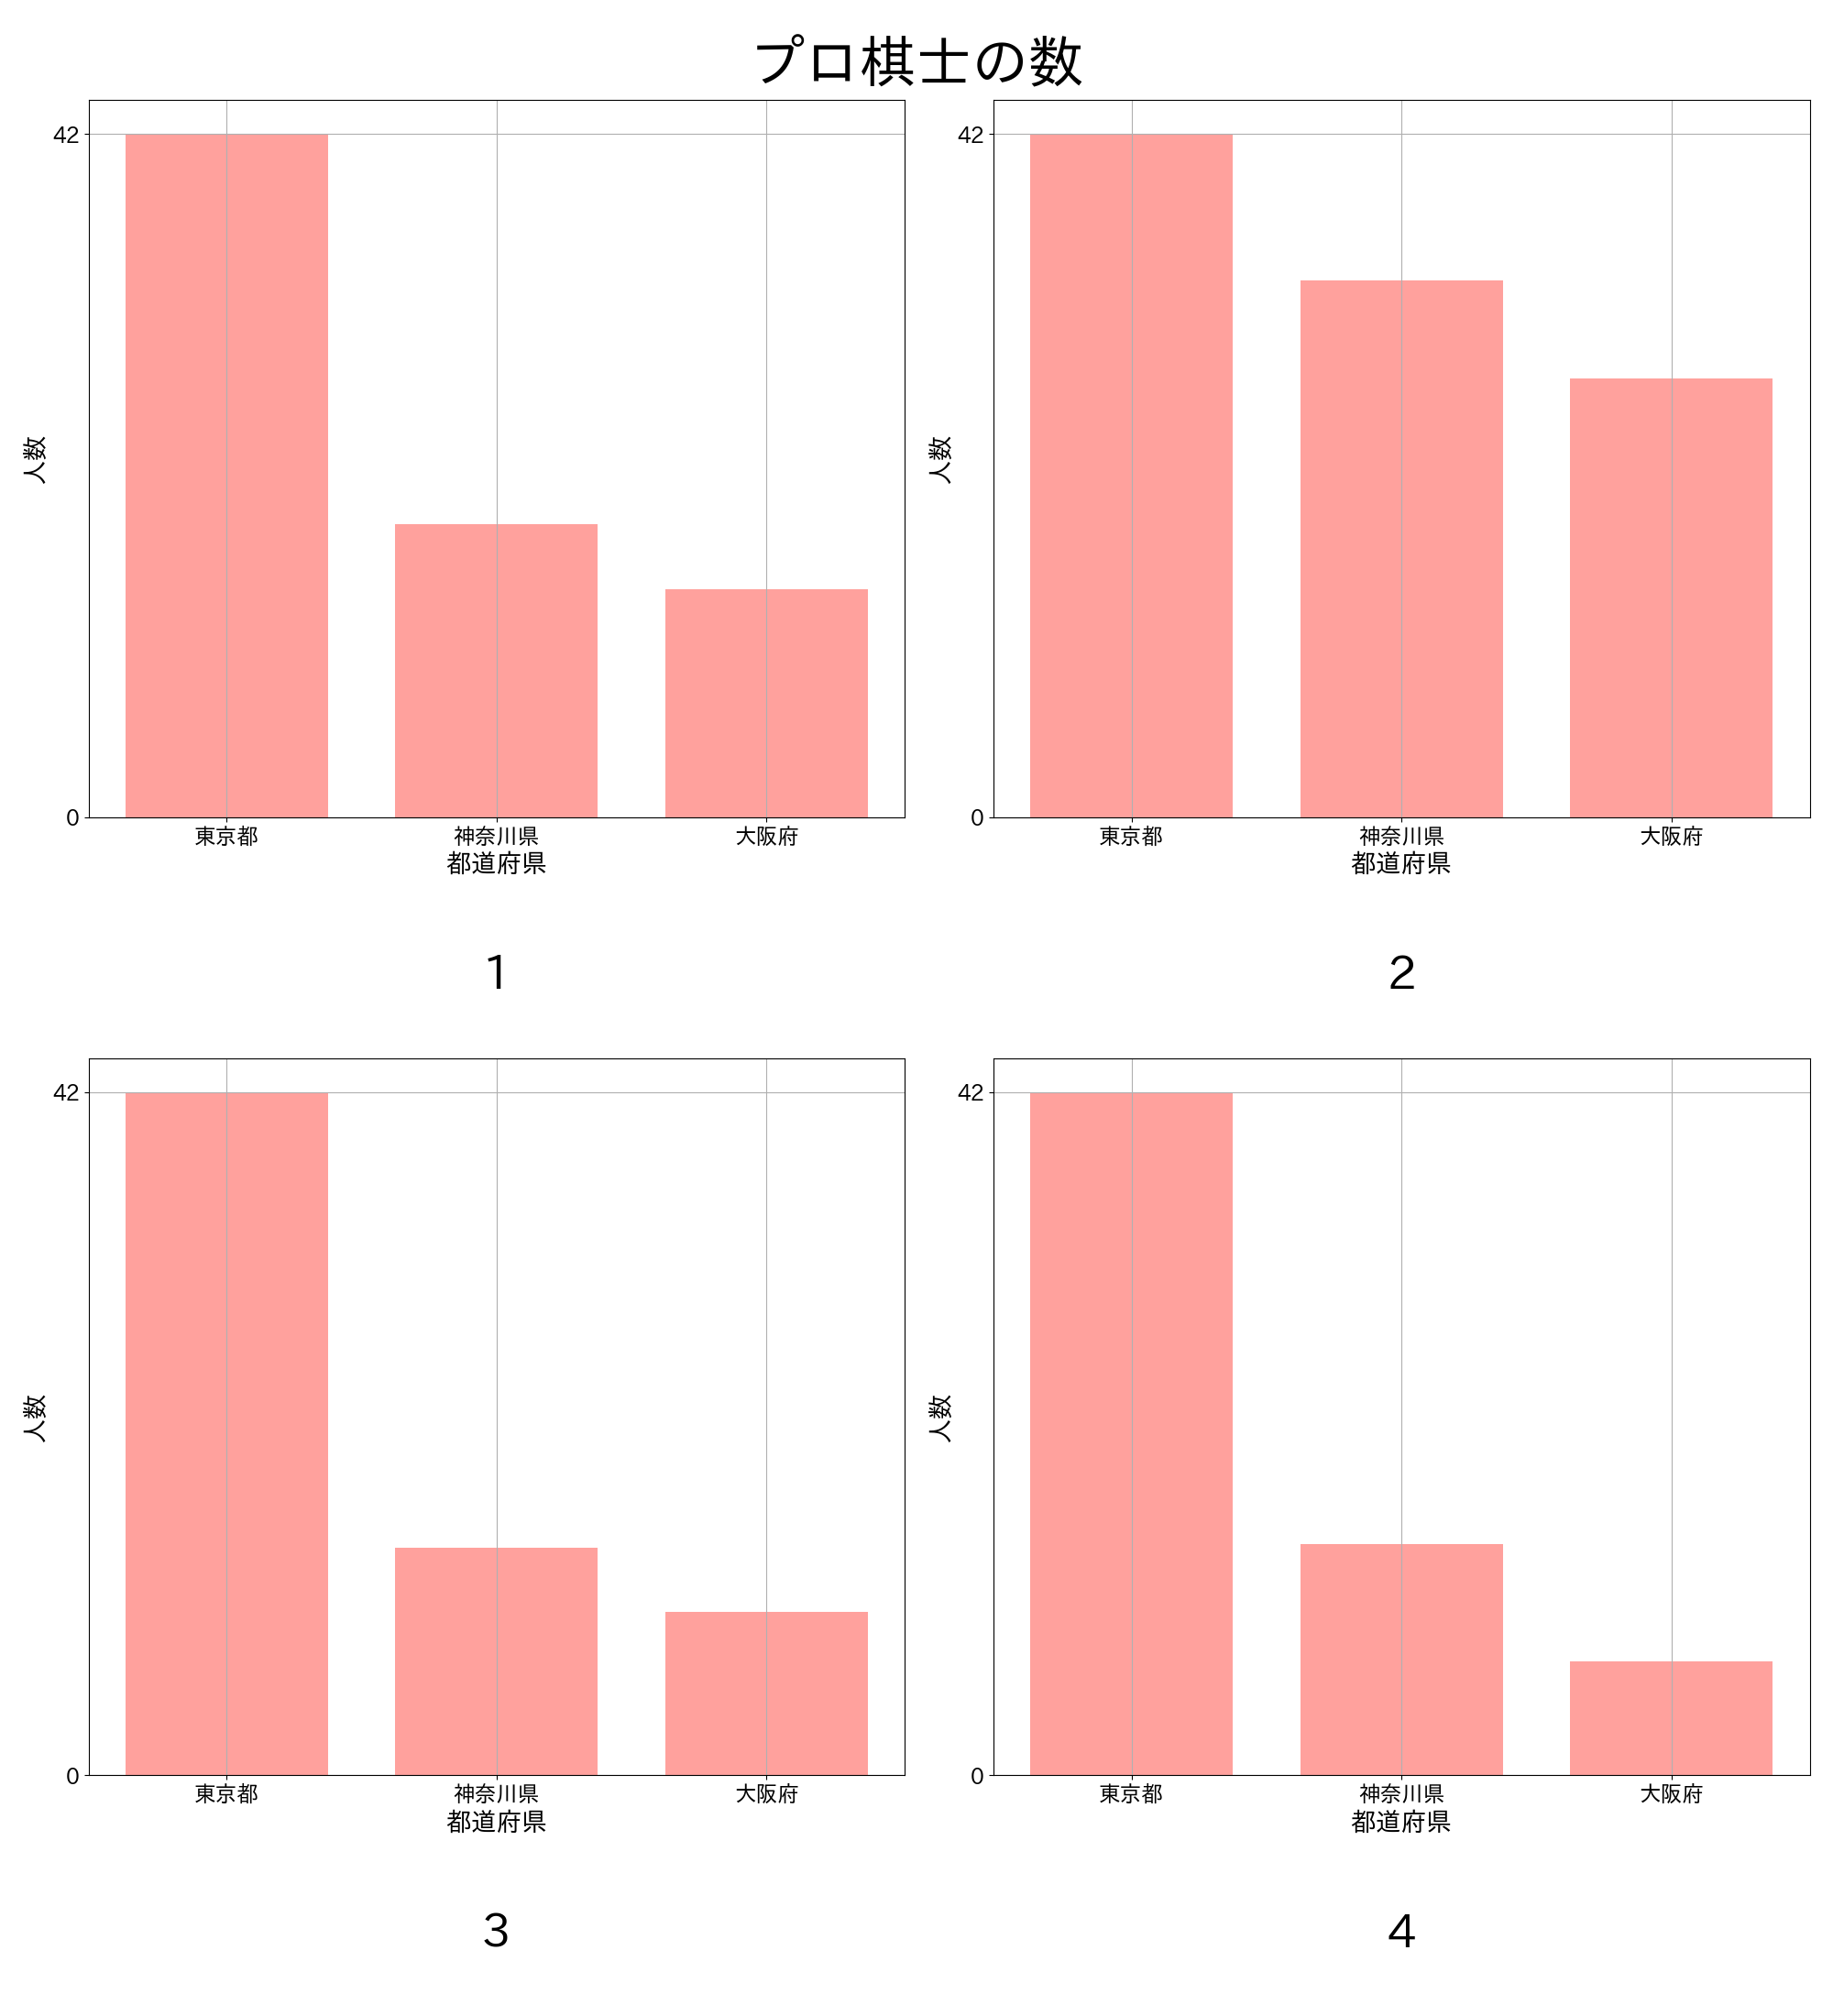 プロ棋士の数
42
0
人数
東京都 神奈川県 大阪府
都道府県
1
42
0
人数
東京都 神奈川県 大阪府
都道府県
2
42
0
人数
東京都 神奈川県 大阪府
都道府県
3
42
0
人数
東京都 神奈川県 大阪府
都道府県
4